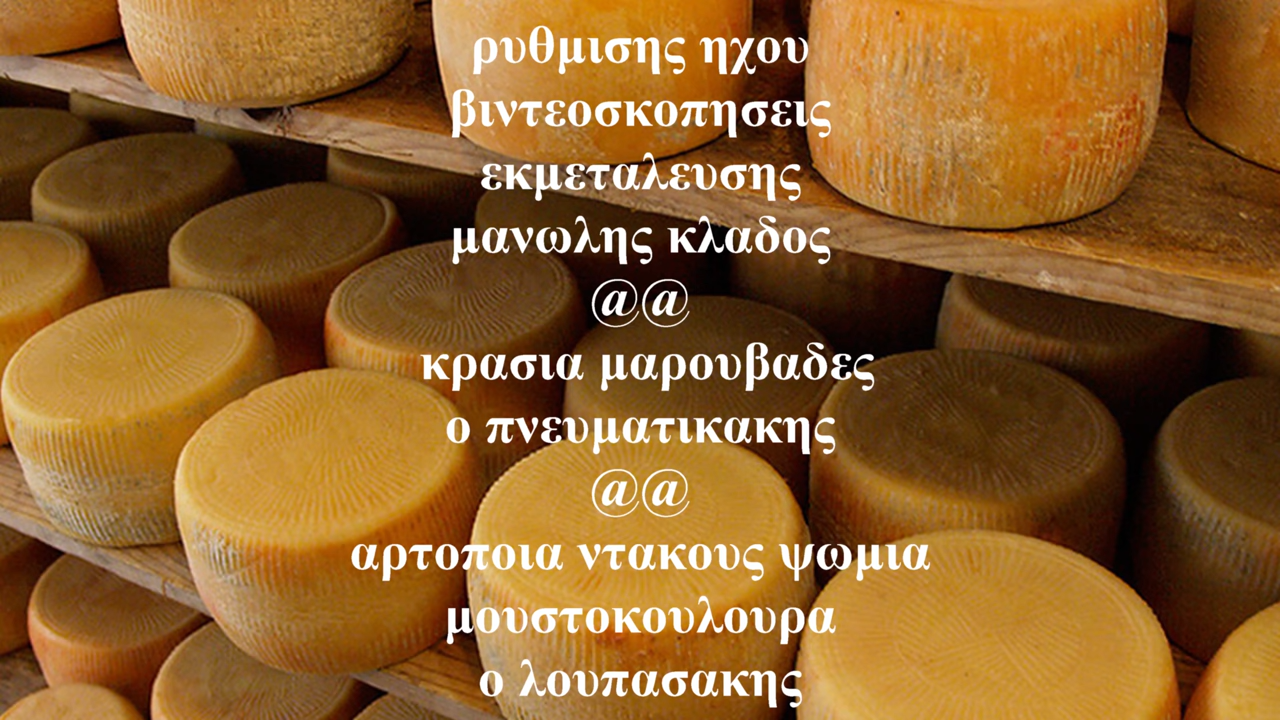 ρυθμισης ηχου
βιντεοσκοπησεις
εκμεταλευσης
μανωλης κλαδος
@@
κρασια μαρουβαδες
ο πνευματικακης
@@
αρτοποια ντακους ψωμια
μουστοκουλουρα
ο λουπασακης